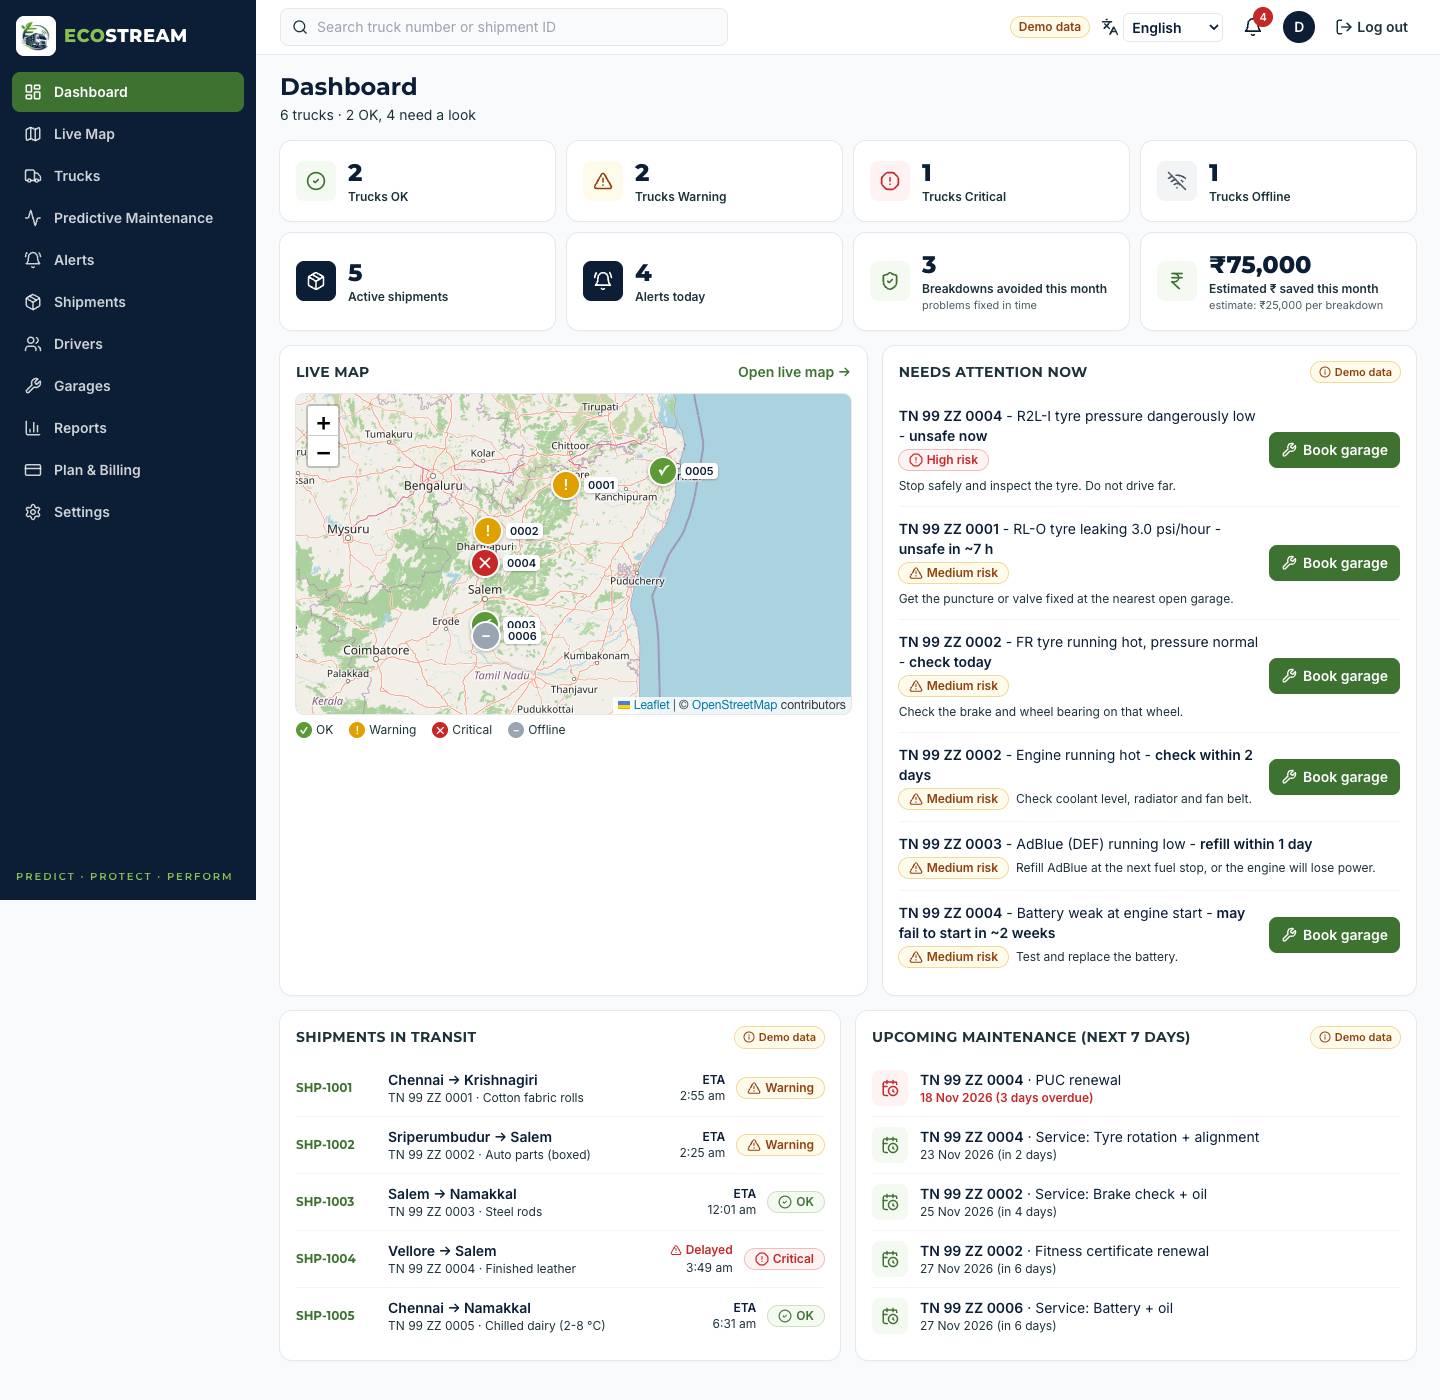 ECOSTREAM
Dashboard
Live Map
Trucks
Predictive Maintenance
Alerts
Shipments
Drivers
Garages
Reports
Plan & Billing
Settings
PREDICT · PROTECT · PERFORM
Search truck number or shipment ID
Demo data
English
4
D
Log out
Dashboard
6 trucks · 2 OK, 4 need a look
2
Trucks OK
2
Trucks Warning
1
Trucks Critical
1
Trucks Offline
5
Active shipments
4
Alerts today
3
Breakdowns avoided this month
problems fixed in time
₹75,000
Estimated ₹ saved this month
estimate: ₹25,000 per breakdown
LIVE MAP
Open live map →
+
−
Tirupati
Tumakuru
Chittoor
Kolar
0005
0001
Bengaluru
Kanchipuram
Mysuru
0002
0004
Puducherry
Salem
Erode
0003
0006
Coimbatore
Kumbakonam
Palakkad
Tamil Nadu
Thanjavur
Kerala
Pudukkottai
Leaflet | © OpenStreetMap contributors
OK
Warning
Critical
Offline
NEEDS ATTENTION NOW
Demo data
TN 99 ZZ 0004 - R2L-I tyre pressure dangerously low
- unsafe now
High risk
Stop safely and inspect the tyre. Do not drive far.
Book garage
TN 99 ZZ 0001 - RL-O tyre leaking 3.0 psi/hour -
unsafe in ~7 h
Medium risk
Get the puncture or valve fixed at the nearest open garage.
Book garage
TN 99 ZZ 0002 - FR tyre running hot, pressure normal
- check today
Medium risk
Check the brake and wheel bearing on that wheel.
Book garage
TN 99 ZZ 0002 - Engine running hot - check within 2
days
Medium risk Check coolant level, radiator and fan belt.
Book garage
TN 99 ZZ 0003 - AdBlue (DEF) running low - refill within 1 day
Medium risk Refill AdBlue at the next fuel stop, or the engine will lose power.
TN 99 ZZ 0004 - Battery weak at engine start - may
fail to start in ~2 weeks
Medium risk Test and replace the battery.
Book garage
SHIPMENTS IN TRANSIT
Demo data
SHP-1001
Chennai → Krishnagiri
TN 99 ZZ 0001 · Cotton fabric rolls
ETA
2:55 am
Warning
SHP-1002
Sriperumbudur → Salem
TN 99 ZZ 0002 · Auto parts (boxed)
ETA
2:25 am
Warning
SHP-1003
Salem → Namakkal
TN 99 ZZ 0003 · Steel rods
ETA
12:01 am
OK
SHP-1004
Vellore → Salem
TN 99 ZZ 0004 · Finished leather
Delayed
3:49 am
Critical
SHP-1005
Chennai → Namakkal
TN 99 ZZ 0005 · Chilled dairy (2-8 °C)
ETA
6:31 am
OK
UPCOMING MAINTENANCE (NEXT 7 DAYS)
Demo data
TN 99 ZZ 0004 · PUC renewal
18 Nov 2026 (3 days overdue)
TN 99 ZZ 0004 · Service: Tyre rotation + alignment
23 Nov 2026 (in 2 days)
TN 99 ZZ 0002 · Service: Brake check + oil
25 Nov 2026 (in 4 days)
TN 99 ZZ 0002 · Fitness certificate renewal
27 Nov 2026 (in 6 days)
TN 99 ZZ 0006 · Service: Battery + oil
27 Nov 2026 (in 6 days)